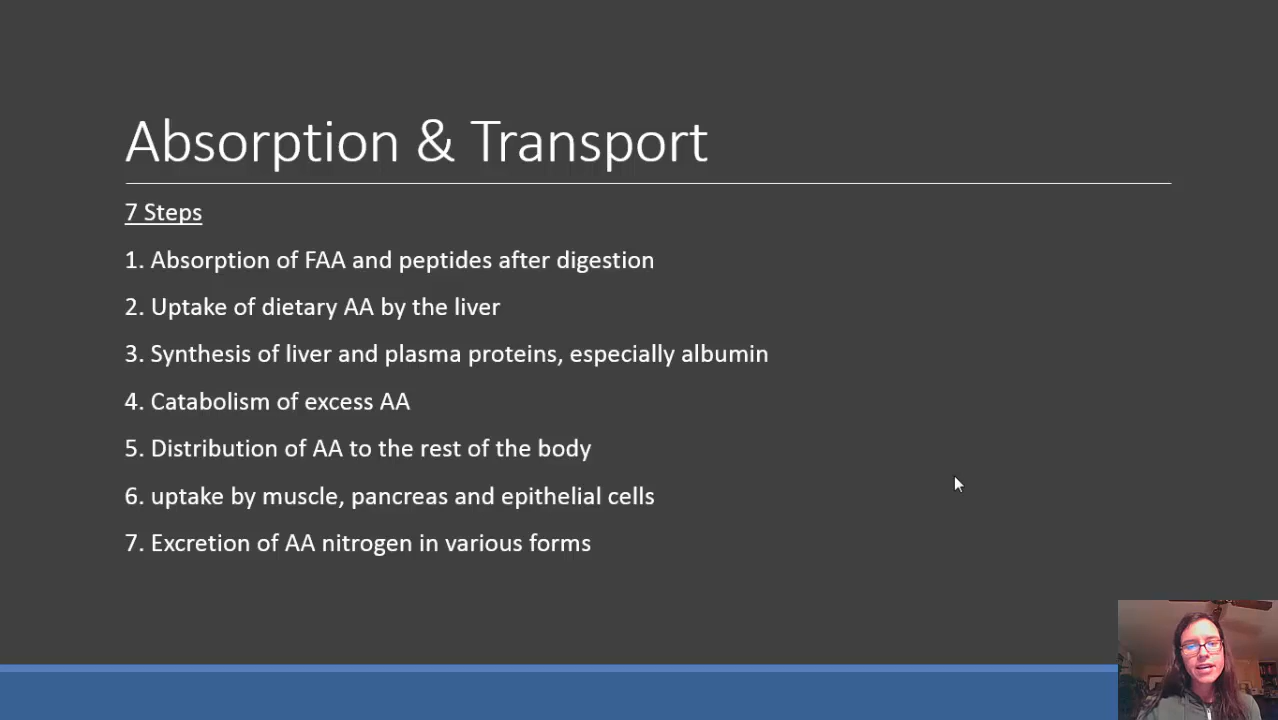 Absorption & Transport
7 Steps
1. Absorption of FAA and peptides after digestion
2. Uptake of dietary AA by the liver
3. Synthesis of liver and plasma proteins, especially albumin
4. Catabolism of excess AA
5. Distribution of AA to the rest of the body
6. uptake by muscle, pancreas and epithelial cells
7. Excretion of AA nitrogen in various forms